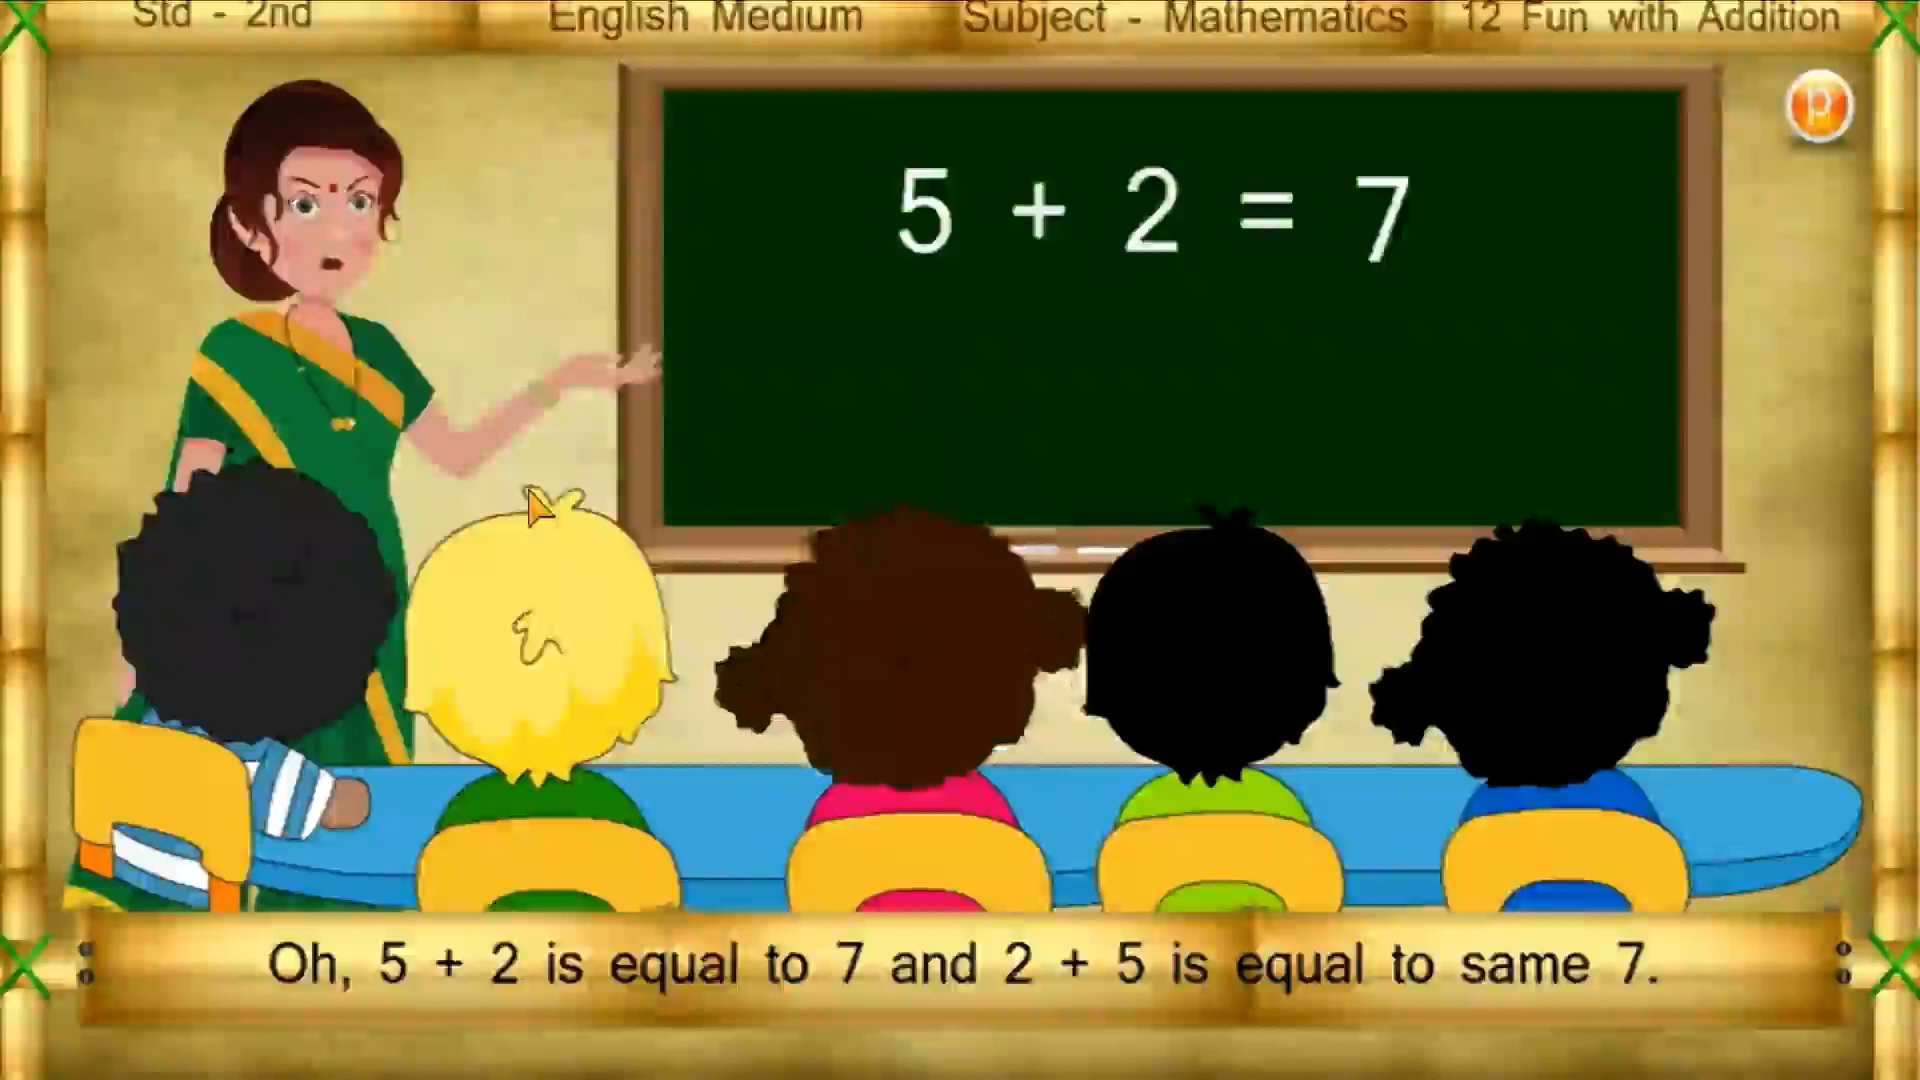 Std - 2nd English Medium Subject - Mathematics 12 Fun with Addition
p
5 + 2 = 7
Oh, 5 + 2 is equal to 7 and 2 + 5 is equal to same 7.